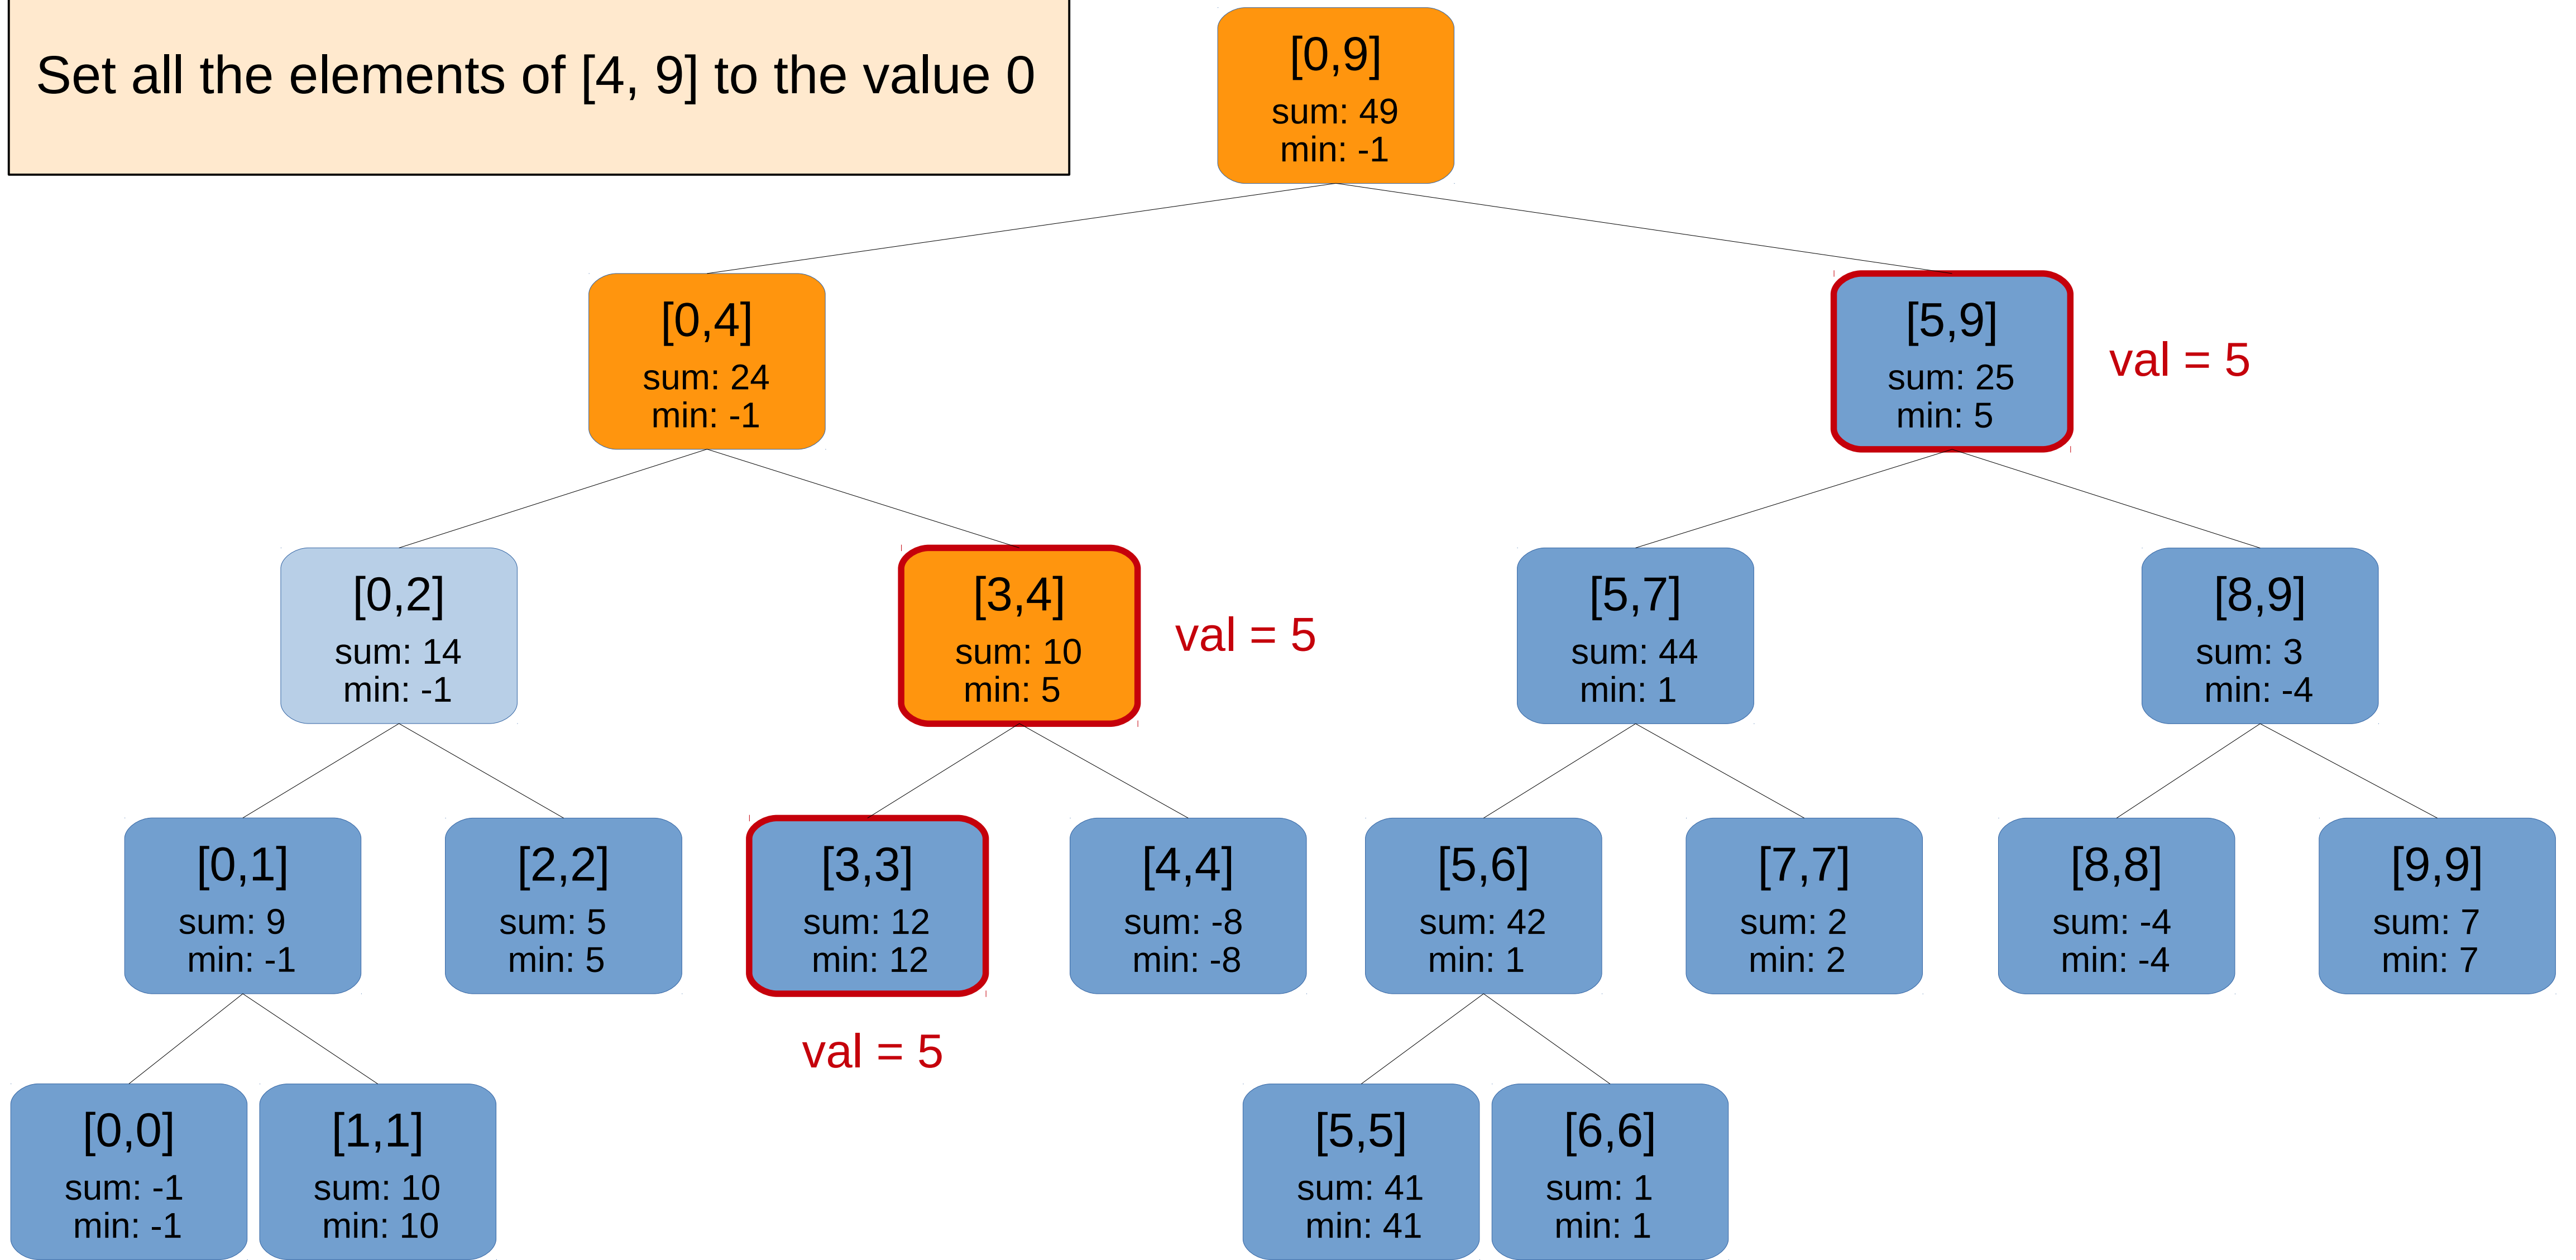 Set all the elements of [4, 9] to the value 0
[0,9]
sum: 49
min: -1
[0,4]
sum: 24
min: -1
[5,9]
sum: 25
min: 5
val = 5
[0,2]
sum: 14
min: -1
[3,4]
sum: 10
min: 5
val = 5
[5,7]
sum: 44
min: 1
[8,9]
sum: 3
min: -4
[0,1]
sum: 9
min: -1
[2,2]
sum: 5
min: 5
[3,3]
sum: 12
min: 12
val = 5
[4,4]
sum: -8
min: -8
[5,6]
sum: 42
min: 1
[7,7]
sum: 2
min: 2
[8,8]
sum: -4
min: -4
[9,9]
sum: 7
min: 7
[0,0]
sum: -1
min: -1
[1,1]
sum: 10
min: 10
[5,5]
sum: 41
min: 41
[6,6]
sum: 1
min: 1